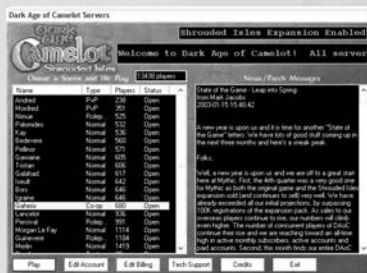 Dark Age of Camelot Servers
Shrouded Isles Expansion Enabled
Dark Age of
Camelot
Shrouded Isles
Welcome to Dark Age of Camelot! All server
Choose a Server and Hit Play
13438 players
News/Patch Messages
Name Type Players Status
Andred PvP 238 Open
Mordred PvP 251 Open
Nimue Rolep... 525 Open
Palomides Normal 532 Open
Kay Normal 536 Open
Bedevere Normal 560 Open
Pellinor Normal 571 Open
Gawaine Normal 605 Open
Tristan Normal 606 Open
Galahad Normal 617 Open
Iseult Normal 642 Open
Bors Normal 646 Open
Igraine Normal 646 Open
Gaheris Co-op 680 Open
Lancelot Normal 936 Open
Percival Rolep... 991 Open
Morgan Le Fay Normal 1114 Open
Guinevere Rolep... 1184 Open
Merlin Normal 1419 Open
State of the Game - Leap into Spring
from Mark Jacobs
2003-01-15 15:40:42
A new year is upon us and it is time for another "State of
the Game" letters. We have lots of good stuff coming up in
the next three months and here's a sneak peak.
Folks,
Well, a new year is upon us and we are off to a great start
here at Mythic. First, the 4th quarter was a very good one
for Mythic as both the original game and the Shrouded Isles
expansion sold (and continues to sell) very well. We have
already exceeded all our initial projections, by surpassing
100K registrations of the expansion pack. As sales to our
overseas players continue to rise, our numbers will climb
even higher. The number of concurrent players of DAoC
continue their rise and we are reaching toward an all-time
high in active monthly subscribers, active accounts and
paid accounts. Second, this month finds our entire DAoC
Play Edit Account Edit Billing Tech Support Credits Exit